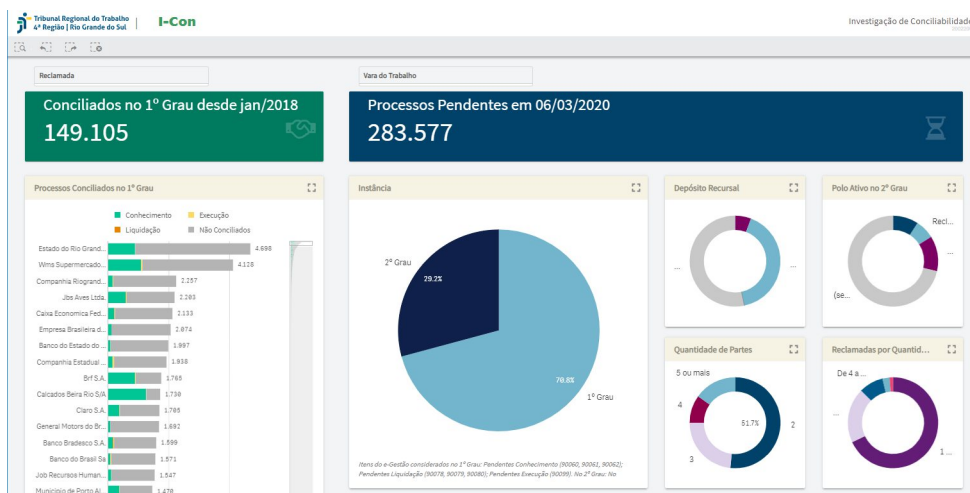 Tribunal Regional do Trabalho
4ª Região | Rio Grande do Sul
I-Con
Investigação de Conciliabilidade
Reclamada
Vara do Trabalho
Conciliados no 1º Grau desde jan/2018
149.105
Processos Pendentes em 06/03/2020
283.577
Processos Conciliados no 1º Grau
Conhecimento
Execução
Liquidação
Não Conciliados
Estado do Rio Grand... 4.698
Wms Supermercado... 4.128
Companhia Riogrand... 2.257
Jbs Aves Ltda. 2.203
Caixa Economica Fed... 2.133
Empresa Brasileira d... 2.074
Banco do Estado do ... 1.997
Companhia Estadual ... 1.938
Brf S.A. 1.765
Calcados Beira Rio S/A 1.730
Claro S.A. 1.705
General Motors do Br... 1.692
Banco Bradesco S.A. 1.599
Banco do Brasil Sa 1.571
Job Recursos Human... 1.547
Município de Porto Al... 1.470
Instância
2º Grau
29.2%
70.8%
1º Grau
Itens do e-Gestão considerados no 1º Grau: Pendentes Conhecimento (90060, 90061, 90062);
Pendentes Liquidação (90078, 90079, 90080); Pendentes Execução (90099). No 2º Grau: No
Depósito Recursal
...
...
Polo Ativo no 2º Grau
Recl...
...
(se...
Quantidade de Partes
5 ou mais
4
3
51.7%
2
Reclamadas por Quantid...
De 4 a ...
...
1 ...